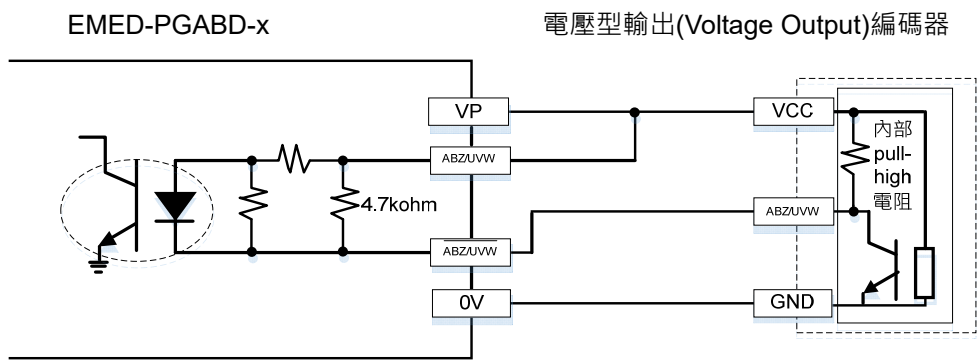 EMED-PGABD-x
電壓型輸出(Voltage Output)編碼器
VP
VCC
ABZ/UVW
4.7kohm
內部
pull-
high
電阻
ABZ/UVW
ABZ/UVW
0V
GND